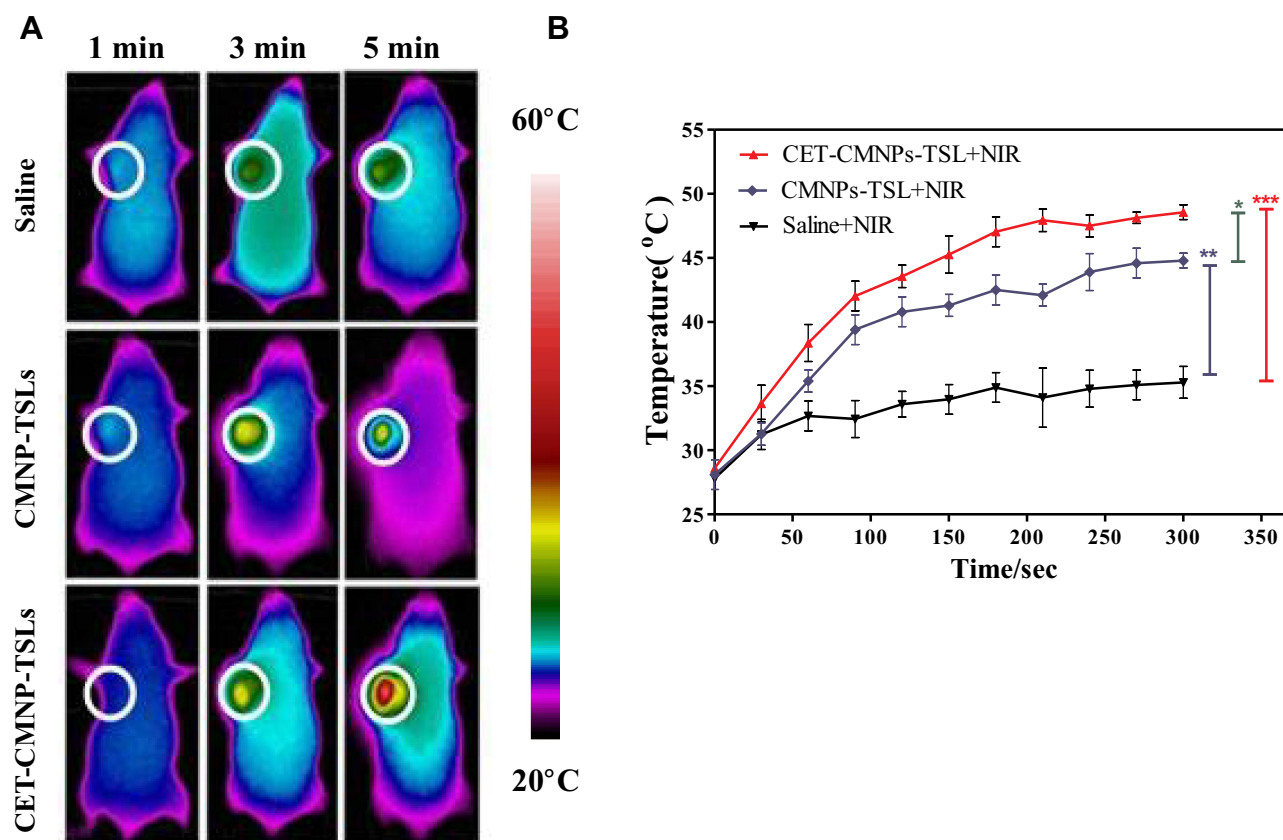 A
B
1 min
3 min
5 min
Saline
CMNP-TSLs
CET-CMNP-TSLs
60°C
20°C
CET-CMNPs-TSL+NIR
CMNPs-TSL+NIR
Saline+NIR
Temperature( ⁰C )
55
50
45
40
35
30
25
0
50
100
150
200
250
300
350
Time/sec
*
**
***